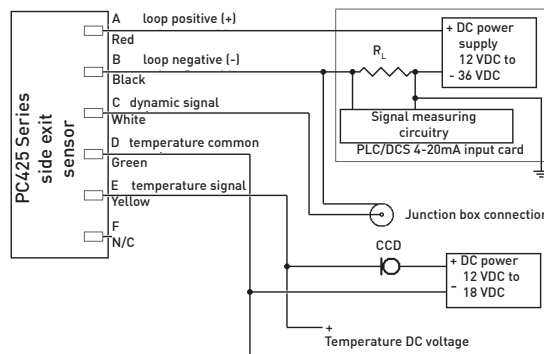 PC425 Series
side exit
sensor
A loop positive (+)
Red
B loop negative (-)
Black
C dynamic signal
White
D temperature common
Green
E temperature signal
Yellow
F
N/C
+ DC power
supply
12 VDC to
- 36 VDC
RL
Signal measuring
circuitry
PLC/DCS 4-20mA input card
Junction box connection
CCD
+ DC power
12 VDC to
- 18 VDC
+
Temperature DC voltage